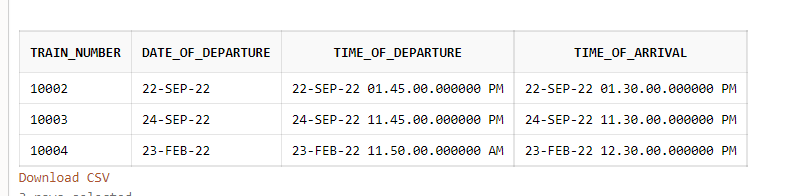 TRAIN_NUMBER DATE_OF_DEPARTURE TIME_OF_DEPARTURE TIME_OF_ARRIVAL
10002 22-SEP-22 22-SEP-22 01.45.00.000000 PM 22-SEP-22 01.30.00.000000 PM
10003 24-SEP-22 24-SEP-22 11.45.00.000000 PM 24-SEP-22 11.30.00.000000 PM
10004 23-FEB-22 23-FEB-22 11.50.00.000000 AM 23-FEB-22 12.30.00.000000 PM
Download CSV
rows selected